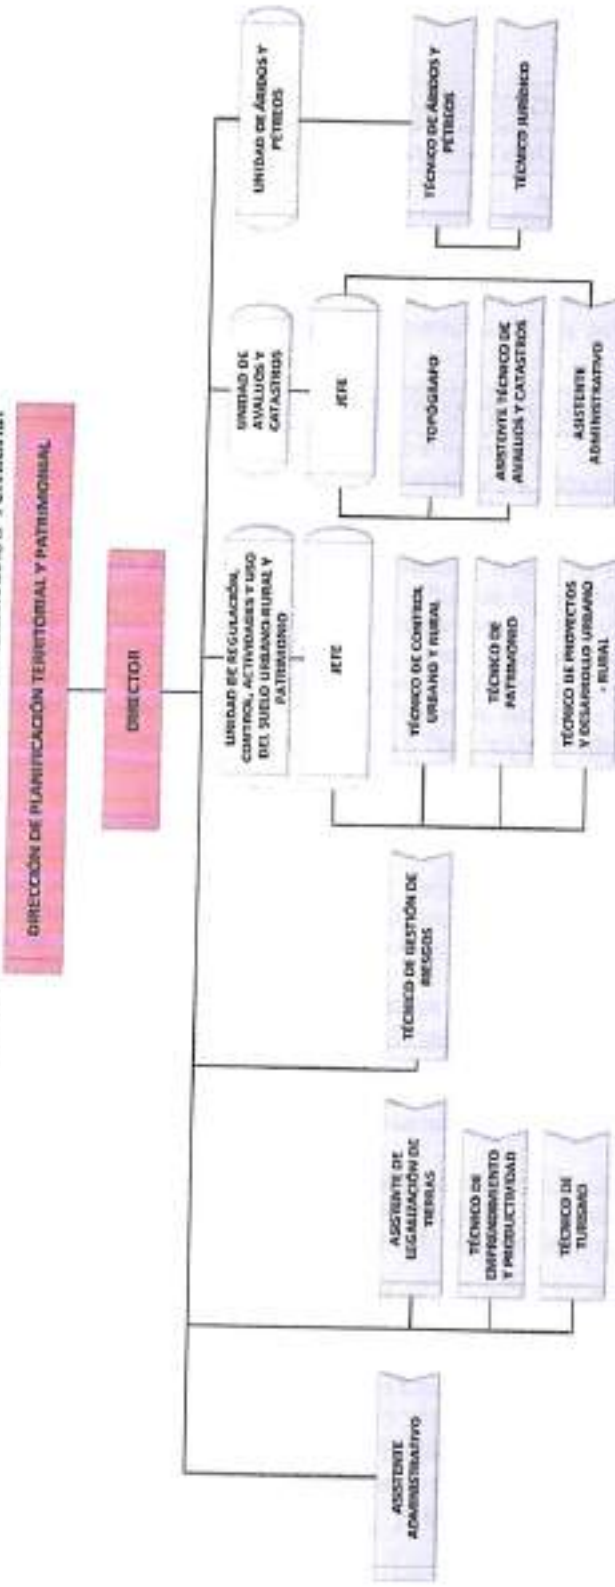 DIRECCIÓN DE PLANIFICACIÓN TERRITORIAL Y PATRIMONIAL
DIRECTOR
ASISTENTE
ADMINISTRATIVO
ASISTENTE DE
LEGALIZACIÓN DE
TIERRAS
TÉCNICO DE
EMPRENDIMIENTO
Y PRODUCTIVIDAD
TÉCNICO DE
TURISMO
TÉCNICO DE GESTIÓN DE
RIESGOS
UNIDAD DE REGULACIÓN,
CONTROL, ACTIVIDADES Y USO
DEL SUELO URBANO-RURAL Y
PATRIMONIO
JEFE
TÉCNICO DE CONTROL
URBANO Y RURAL
TÉCNICO DE
PATRIMONIO
TÉCNICO DE PROYECTOS
Y DESARROLLO URBANO
- RURAL
UNIDAD DE
AVALUOS Y
CATASTROS
JEFE
TOPÓGRAFO
ASISTENTE TÉCNICO DE
AVALUOS Y CATASTROS
ASISTENTE
ADMINISTRATIVO
UNIDAD DE ÁRIDOS Y
PÉTREOS
TÉCNICO DE ÁRIDOS Y
PÉTREOS
TÉCNICO JURÍDICO